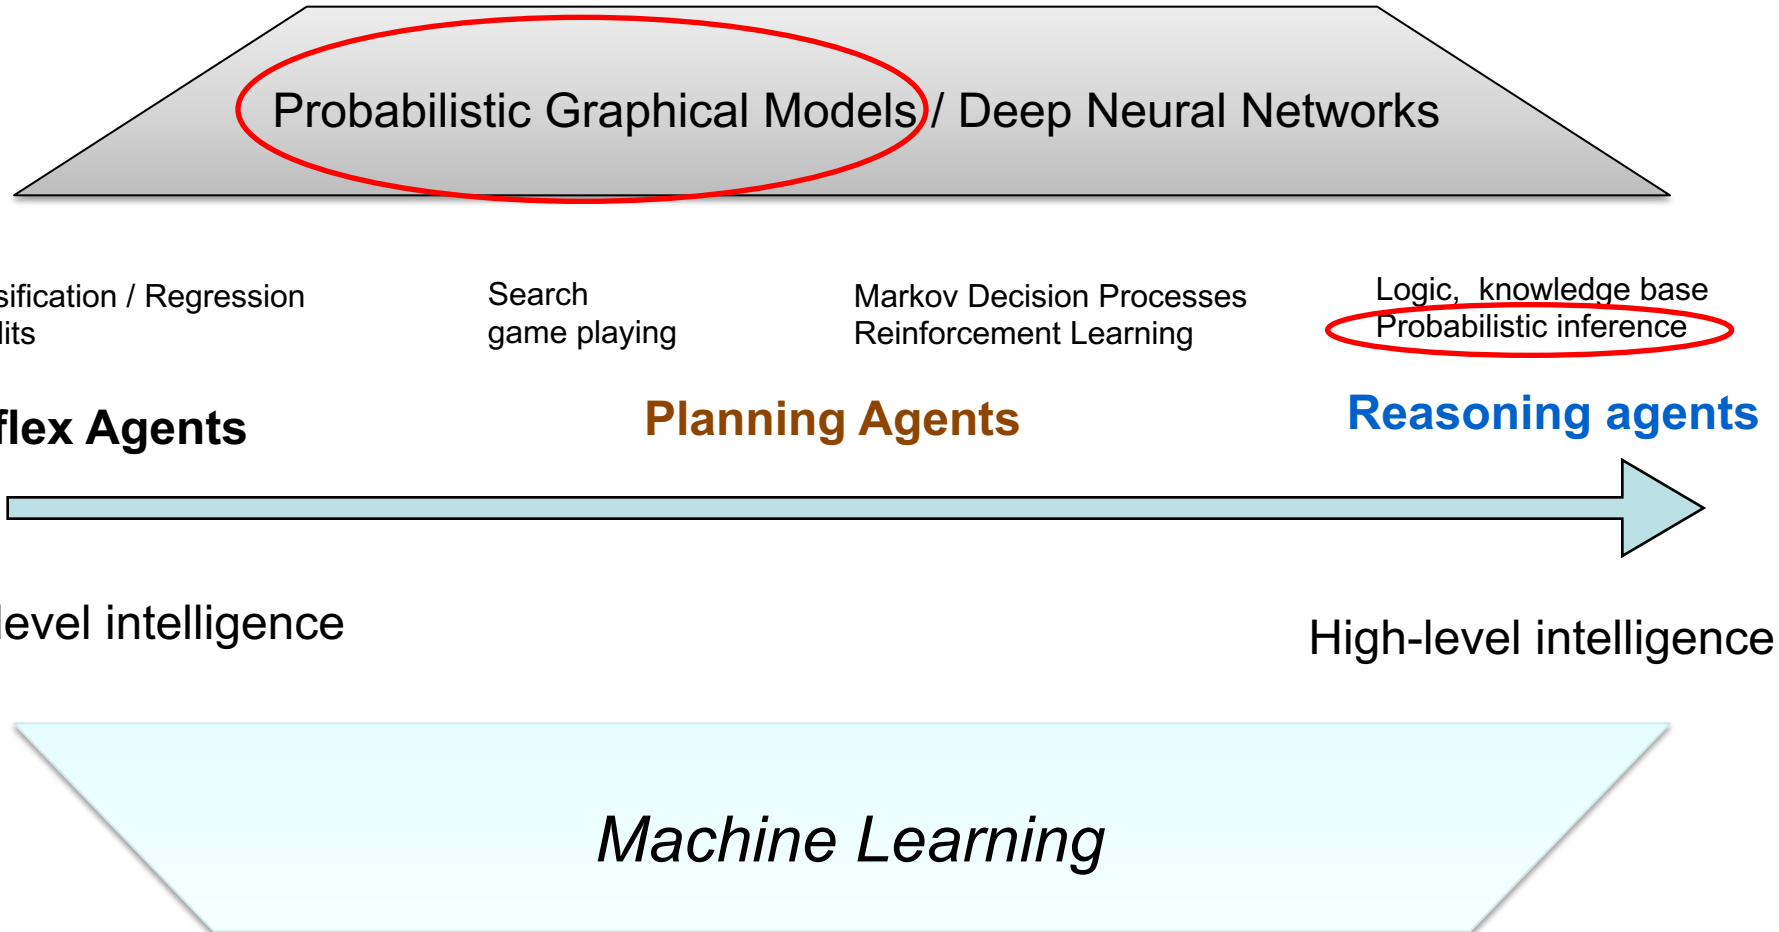 Probabilistic Graphical Models / Deep Neural Networks
sification / Regression
lits
Search
game playing
Markov Decision Processes
Reinforcement Learning
Logic, knowledge base
Probabilistic inference
flex Agents
Planning Agents
Reasoning agents
level intelligence
High-level intelligence
Machine Learning